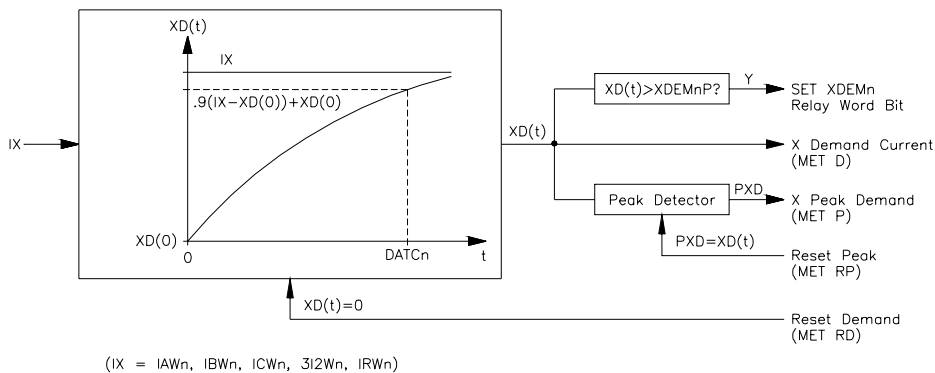 XD(t)
IX
.9(IX–XD(0))+XD(0)
IX
XD(0)
0
DATCn
t
XD(t)
XD(t)>XDEMnP?
Y
SET XDEMn
Relay Word Bit
X Demand Current
(MET D)
Peak Detector
PXD
X Peak Demand
(MET P)
PXD=XD(t)
Reset Peak
(MET RP)
XD(t)=0
Reset Demand
(MET RD)
(IX = IAWn, IBWn, ICWn, 3I2Wn, IRWn)